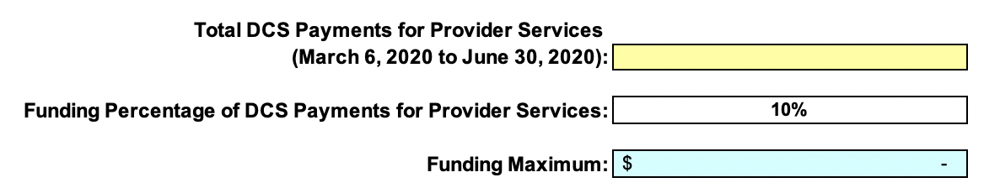 Total DCS Payments for Provider Services
(March 6, 2020 to June 30, 2020):
Funding Percentage of DCS Payments for Provider Services: 10%
Funding Maximum: $ -